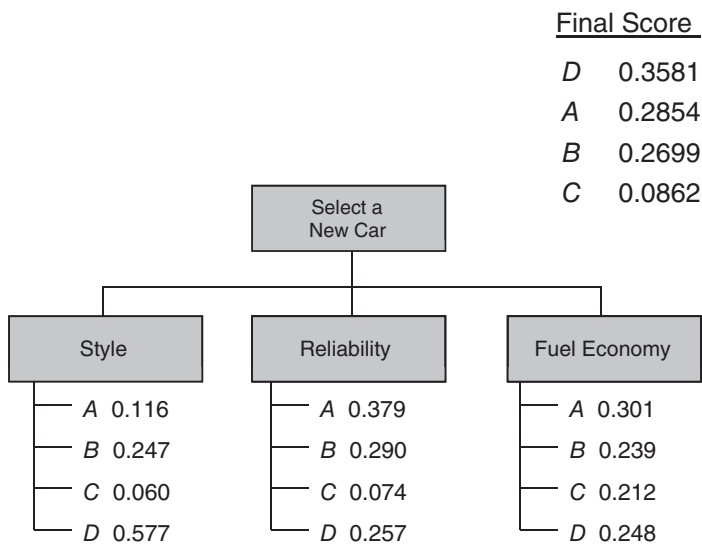 Final Score
D 0.3581
A 0.2854
B 0.2699
C 0.0862
Select a
New Car
Style
Reliability
Fuel Economy
A 0.116
B 0.247
C 0.060
D 0.577
A 0.379
B 0.290
C 0.074
D 0.257
A 0.301
B 0.239
C 0.212
D 0.248